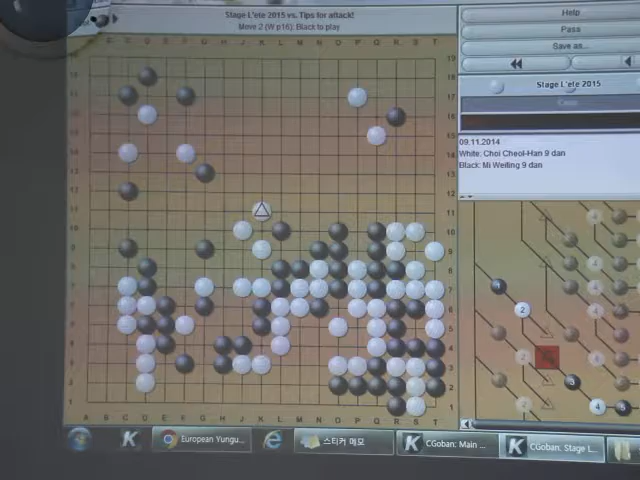 Stage L'ete 2015 vs. Tips for attack!
Move 2 (W p16): Black to play
Help
Pass
Save as...
Stage L'ete 2015
09.11.2014
White: Choi Cheol-Han 9 dan
Black: Mi Weiting 9 dan
A B C D E F G H J K L M N O P Q R S T
European Yungu...
스티커 메모
CGoban: Main ...
CGoban: Stage L...